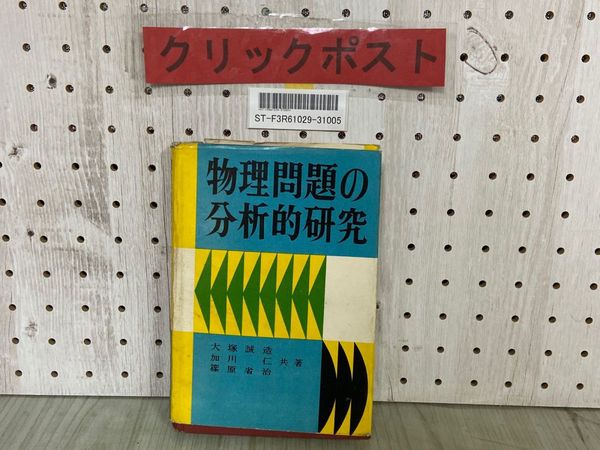 クリックポスト
ST-F3R61029-31005
物理問題の
分析的研究
大塚誠造
加川仁共著
篠原省治